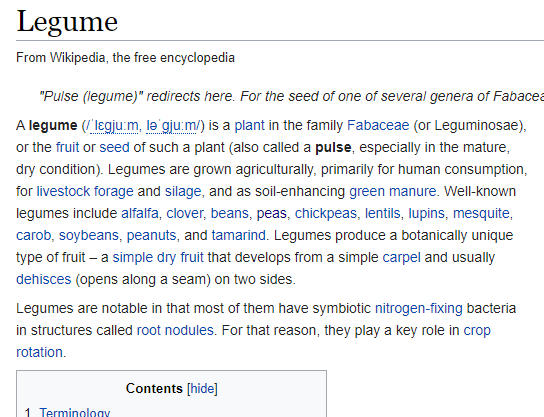 Legume
From Wikipedia, the free encyclopedia
"Pulse (legume)" redirects here. For the seed of one of several genera of Fabacea
A legume (/ˈlɛɡjuːm, ləˈɡjuːm/) is a plant in the family Fabaceae (or Leguminosae),
or the fruit or seed of such a plant (also called a pulse, especially in the mature,
dry condition). Legumes are grown agriculturally, primarily for human consumption,
for livestock forage and silage, and as soil-enhancing green manure. Well-known
legumes include alfalfa, clover, beans, peas, chickpeas, lentils, lupins, mesquite,
carob, soybeans, peanuts, and tamarind. Legumes produce a botanically unique
type of fruit – a simple dry fruit that develops from a simple carpel and usually
dehisces (opens along a seam) on two sides.
Legumes are notable in that most of them have symbiotic nitrogen-fixing bacteria
in structures called root nodules. For that reason, they play a key role in crop
rotation.
Contents [hide]
1 Terminology